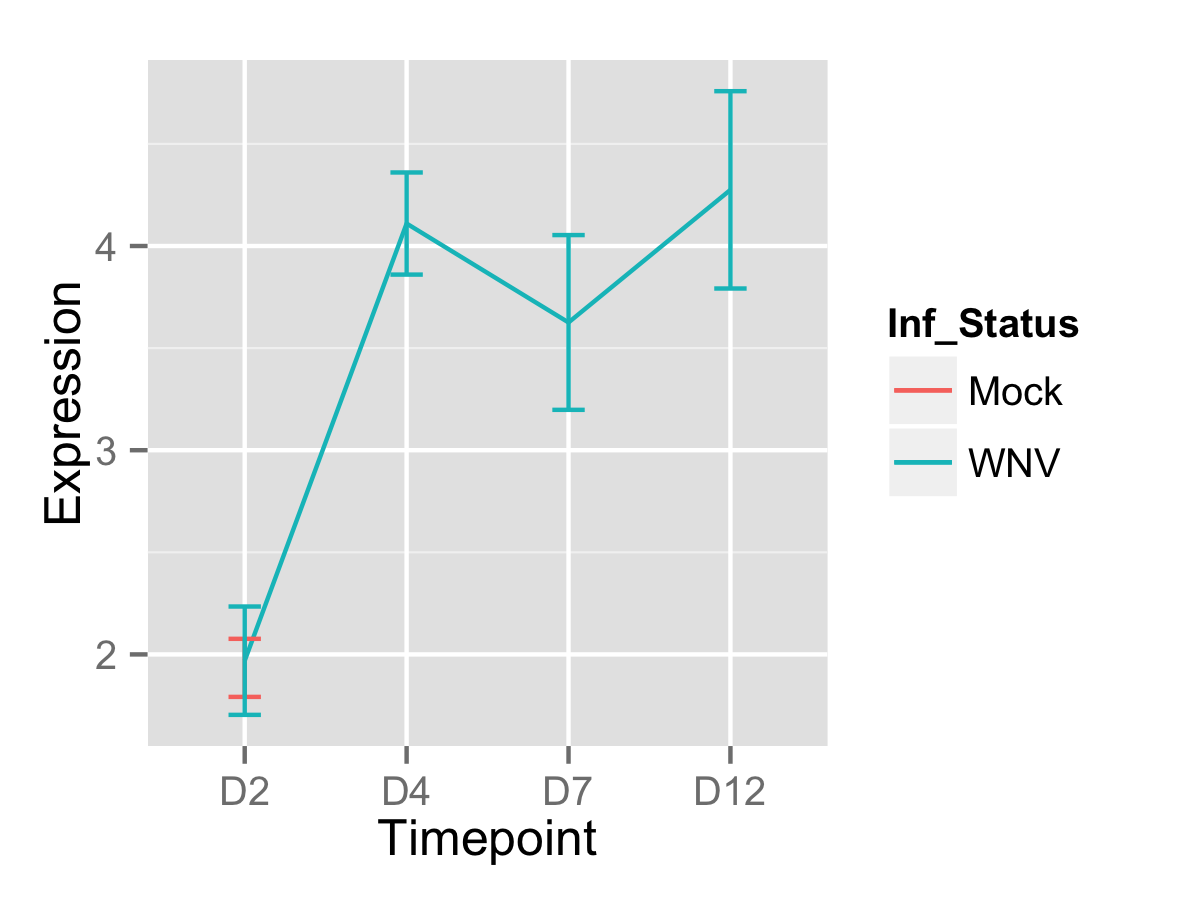 Expression
4
3
2
D2 D4 D7 D12
Timepoint
Inf_Status
Mock
WNV